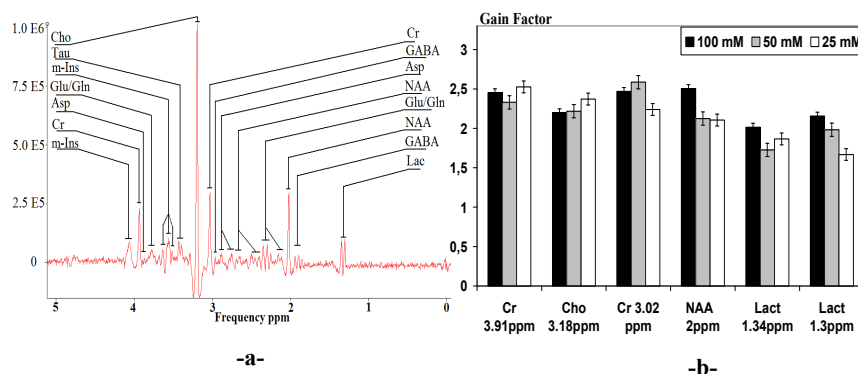 1.0 E6
7.5 E5
5.0 E5
2.5 E5
0
Cho
Tau
m-Ins
Glu/Gln
Asp
Cr
m-Ins
Cr
GABA
Asp
NAA
Glu/Gln
NAA
GABA
Lac
5 4 3 2 1 0
Frequency ppm
-a-
Gain Factor
100 mM 50 mM 25 mM
3
2,5
2
1,5
1
0,5
0
Cr Cho Cr 3.02 NAA Lact Lact
3.91ppm 3.18ppm ppm 2ppm 1.34ppm 1.3ppm
-b-